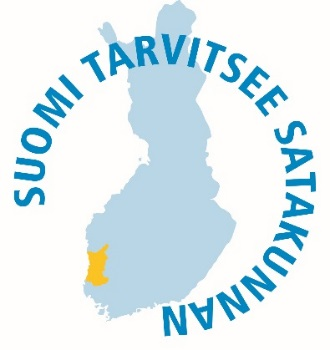 SUOMI TARVITSEE SATAKUNNAN